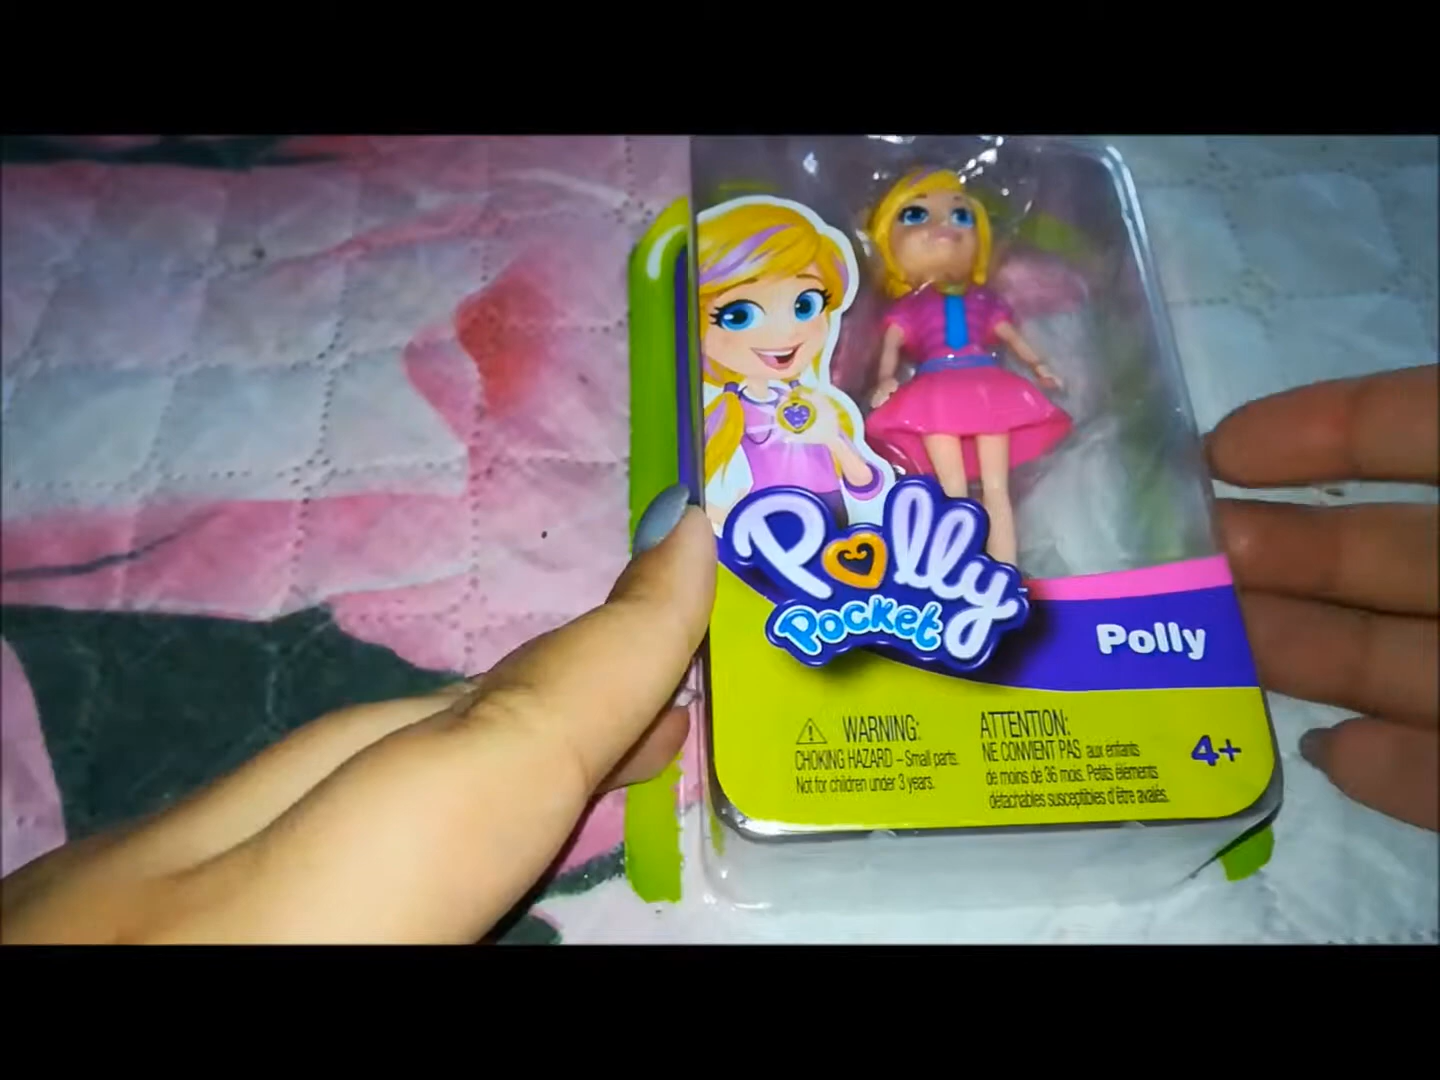 Polly
Pocket
Polly
WARNING:
CHOKING HAZARD – Small parts.
Not for children under 3 years.
ATTENTION:
NE CONVIENT PAS aux enfants
de moins de 36 mois. Petits éléments
détachables susceptibles d'être avalés.
4+